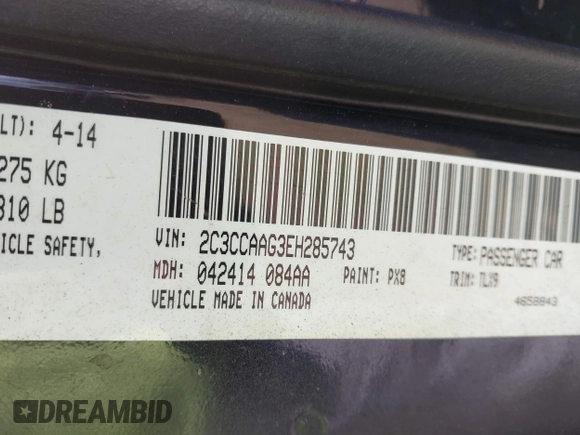 LT): 4-14
275 KG
310 LB
ICLE SAFETY,
VIN: 2C3CCAAG3EH285743
TYPE: PASSENGER CAR
MDH: 042414 084AA
PAINT: PX8
TRIM: TLX9
VEHICLE MADE IN CANADA
4658843
DREAMBID